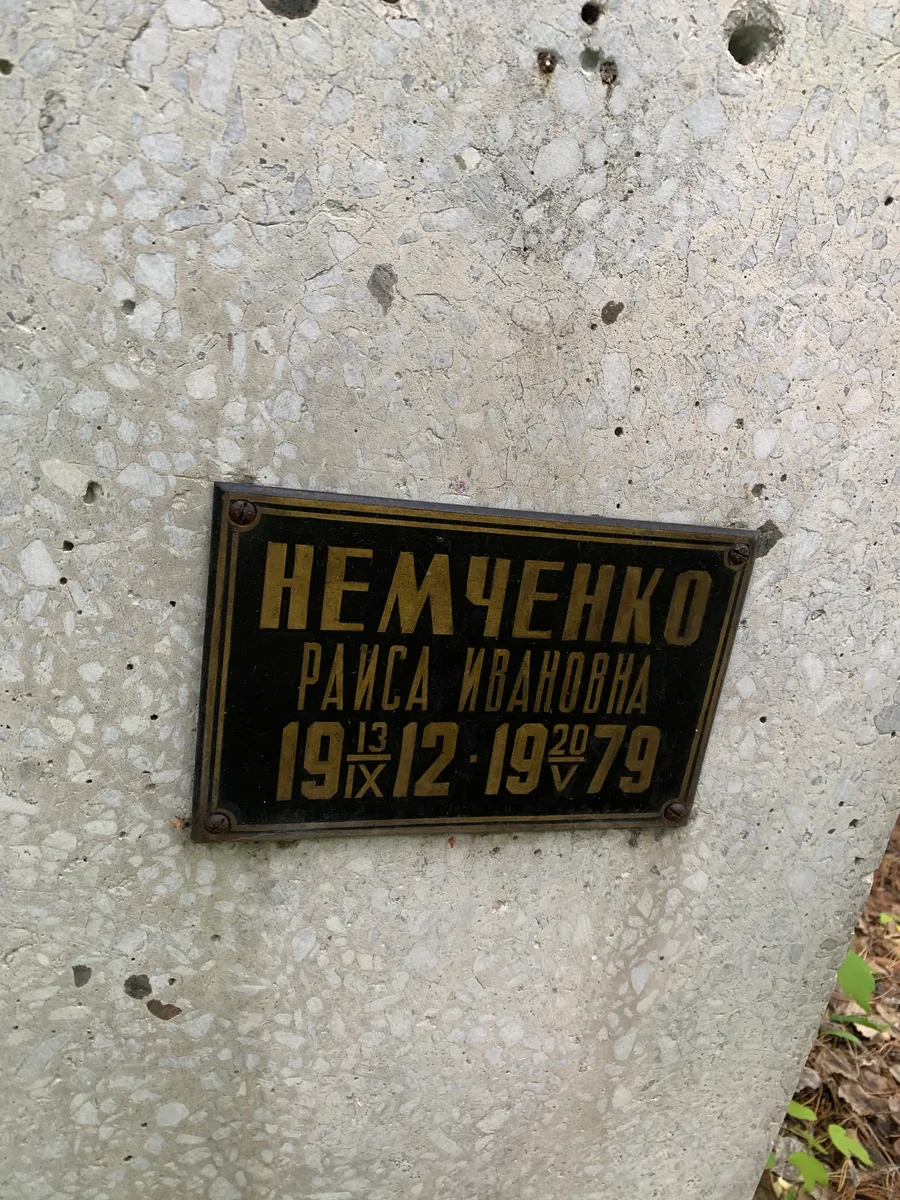 НЕМЧЕНКО
РАИСА ИВАНОВНА
19 13/IX 12 · 19 20/V 79